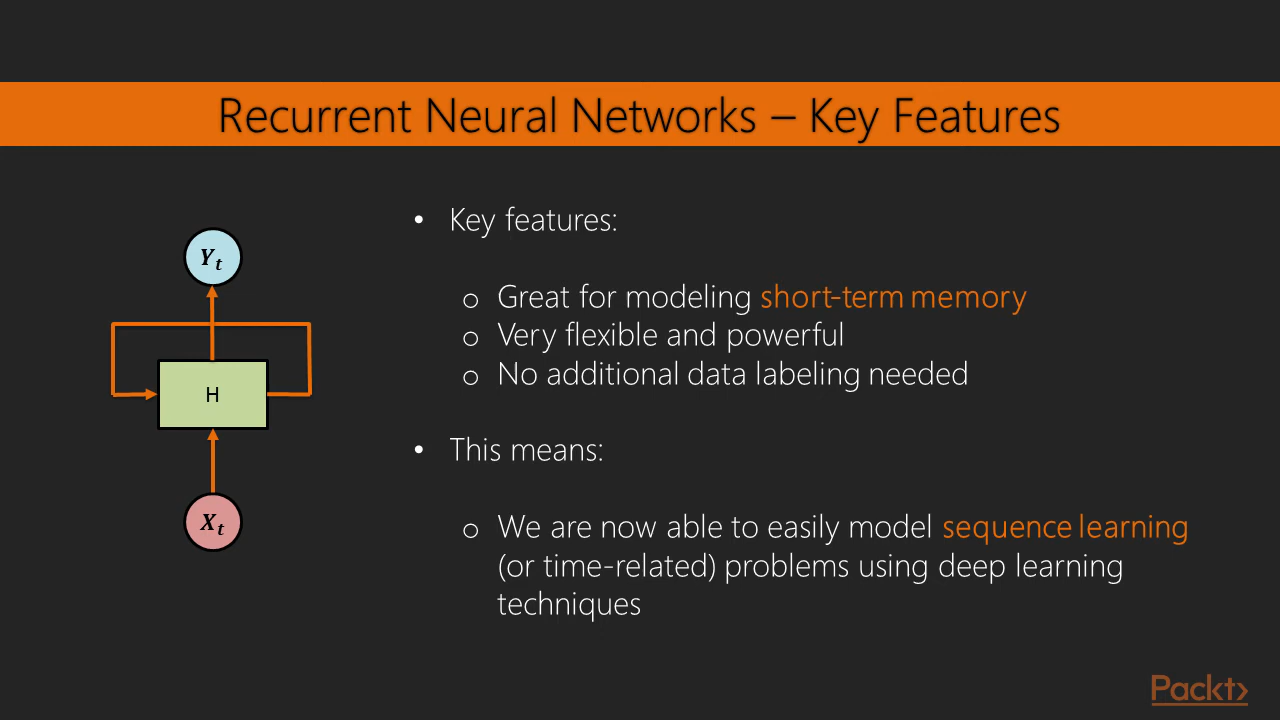 Recurrent Neural Networks – Key Features
Y_t
H
X_t
• Key features:
o Great for modeling short-term memory
o Very flexible and powerful
o No additional data labeling needed
• This means:
o We are now able to easily model sequence learning
(or time-related) problems using deep learning
techniques
Packt>